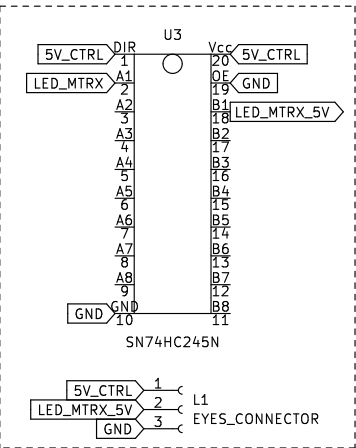 U3
DIR Vcc
5V_CTRL 1 20 5V_CTRL
A1 OE
LED_MTRX 2 19 GND
A2 B1
3 18 LED_MTRX_5V
A3 B2
4 17
A4 B3
5 16
A5 B4
6 15
A6 B5
7 14
A7 B6
8 13
A8 B7
9 12
GND GND B8
10 11
SN74HC245N
5V_CTRL 1
L1
LED_MTRX_5V 2
EYES_CONNECTOR
GND 3